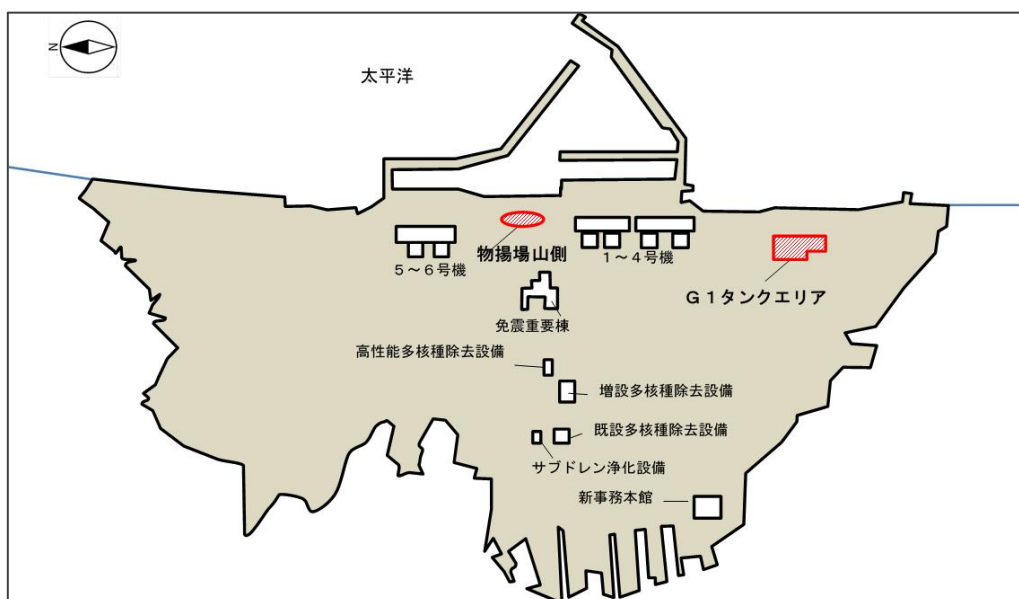 N
太平洋
物揚場山側
５～６号機
１～４号機
Ｇ１タンクエリア
免震重要棟
高性能多核種除去設備
増設多核種除去設備
既設多核種除去設備
サブドレン浄化設備
新事務本館